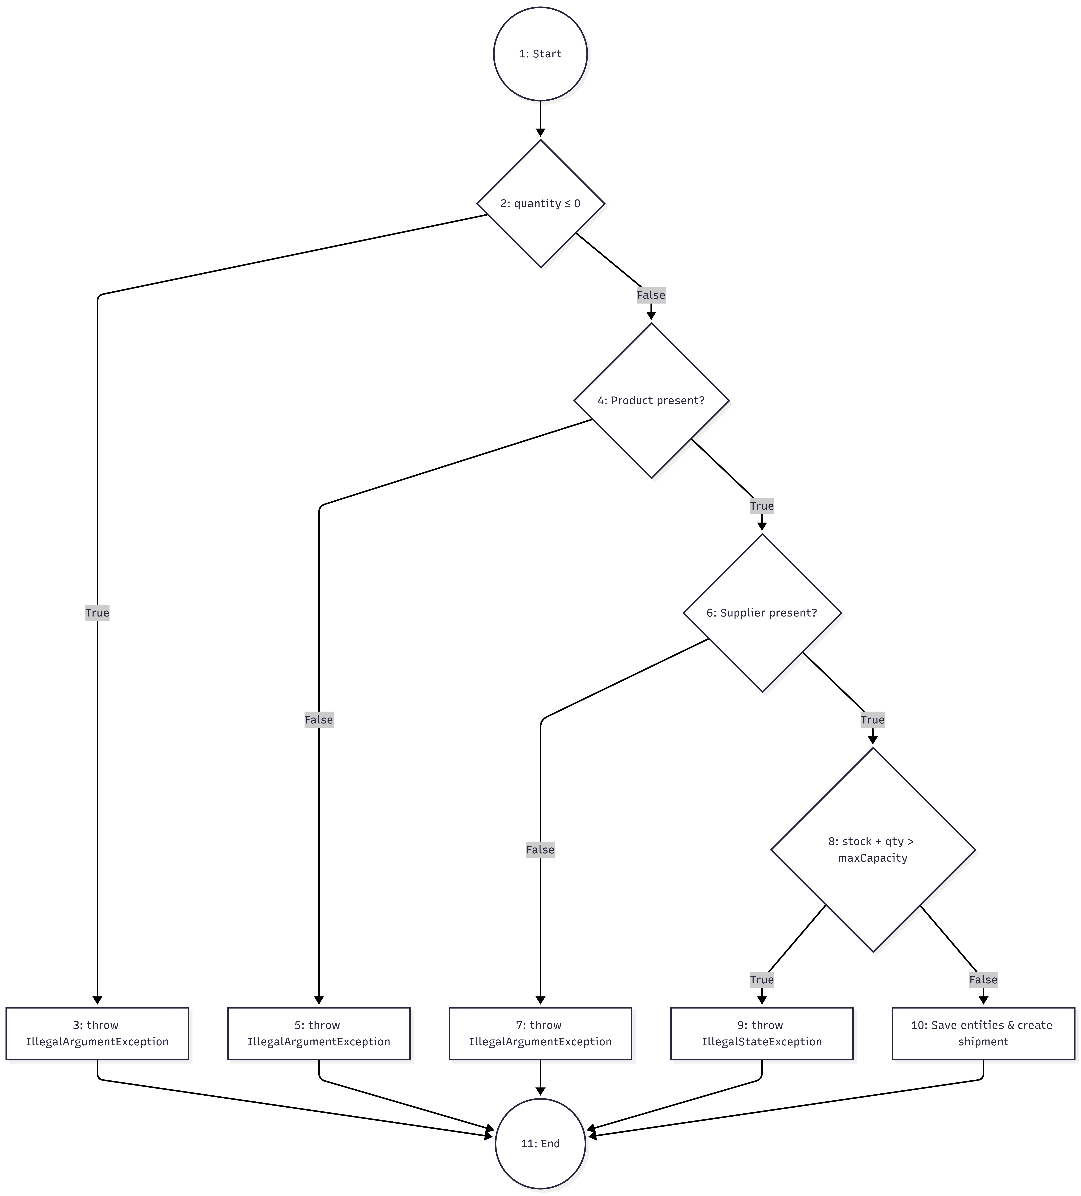 1: Start
2: quantity ≤ 0
False
4: Product present?
True
6: Supplier present?
True
False
True
False
8: stock + qty >
maxCapacity
True
False
3: throw
IllegalArgumentException
5: throw
IllegalArgumentException
7: throw
IllegalArgumentException
9: throw
IllegalStateException
10: Save entities & create
shipment
11: End